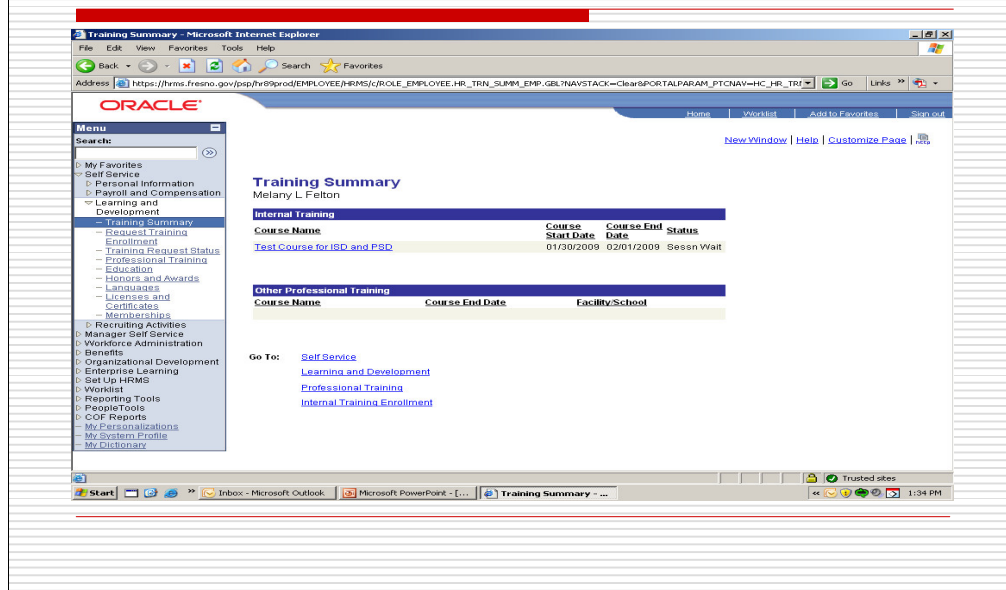 Training Summary - Microsoft Internet Explorer
File Edit View Favorites Tools Help
Back Search Favorites
Address https://hrms.fresno.gov/psp/hr89prod/EMPLOYEE/HRMS/c/ROLE_EMPLOYEE.HR_TRN_SUMM_EMP.GBL?NAVSTACK=Clear&PORTALPARAM_PTCNAV=HC_HR_TR Go Links »
ORACLE
Home Worklist Add to Favorites Sign out
Menu
Search:
My Favorites
Self Service
Personal Information
Payroll and Compensation
Learning and
Development
– Training Summary
– Request Training
Enrollment
– Training Request Status
– Professional Training
– Education
– Honors and Awards
– Languages
– Licenses and
Certificates
– Memberships
Recruiting Activities
Manager Self Service
Workforce Administration
Benefits
Organizational Development
Enterprise Learning
Set Up HRMS
Worklist
Reporting Tools
PeopleTools
COF Reports
– My Personalizations
– My System Profile
– My Dictionary
New Window | Help | Customize Page |
Training Summary
Melany L Felton
Internal Training
Course Name Course Start Date Course End Date Status
Test Course for ISD and PSD 01/30/2009 02/01/2009 Sessn Wait
Other Professional Training
Course Name Course End Date Facility/School
Go To: Self Service
Learning and Development
Professional Training
Internal Training Enrollment
Trusted sites
Start » Inbox - Microsoft Outlook Microsoft PowerPoint - [... Training Summary - ... « 1:34 PM